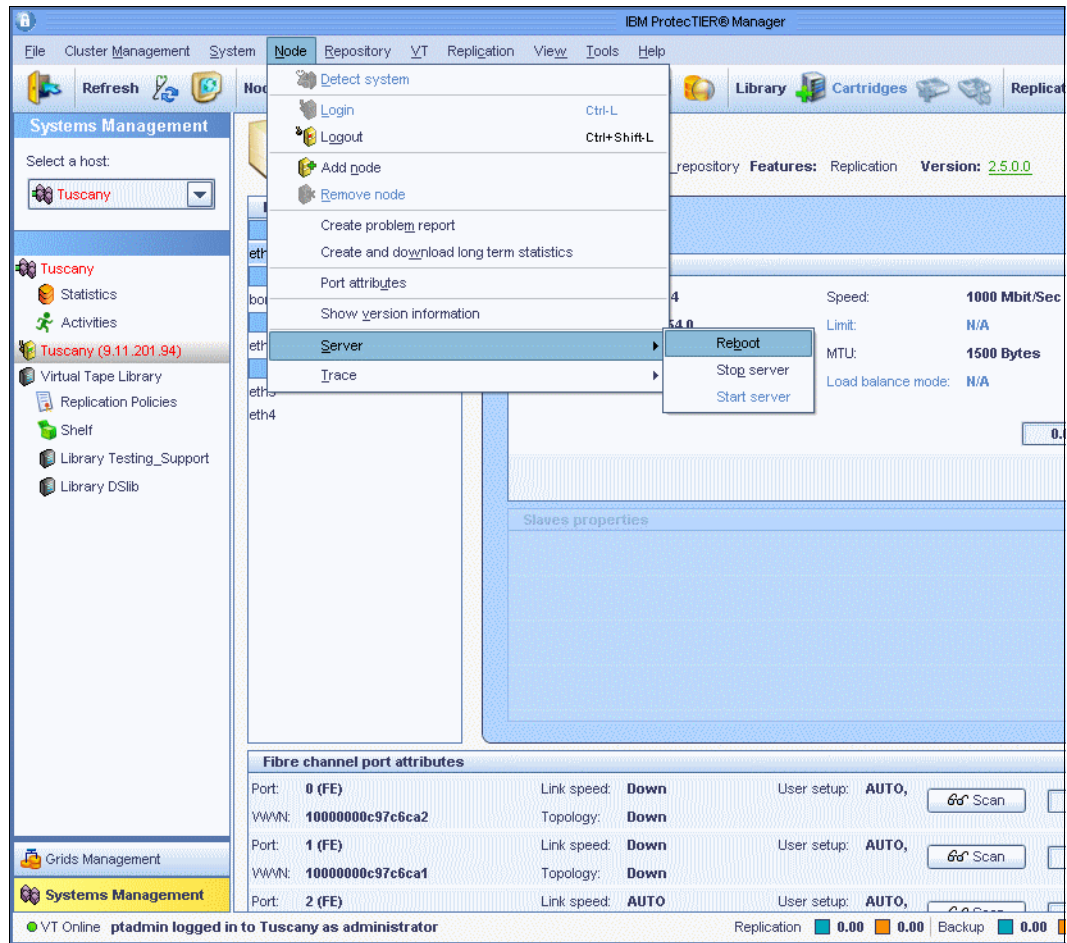 IBM ProtecTIER® Manager
File Cluster Management System Node Repository VT Replication View Tools Help
Refresh
Library Cartridges
Systems Management
Select a host:
Tuscany
Tuscany
Statistics
Activities
Tuscany (9.11.201.94)
Virtual Tape Library
Replication Policies
Shelf
Library Testing_Support
Library DSlib
Detect system
Login Ctrl-L
Logout Ctrl+Shift-L
Add node
Remove node
Create problem report
Create and download long term statistics
Port attributes
Show version information
Server
Trace
Reboot
Stop server
Start server
_repository Features: Replication Version: 2.5.0.0
eth4
Speed: 1000 Mbit/Sec
Limit: N/A
MTU: 1500 Bytes
Load balance mode: N/A
Slaves properties
Fibre channel port attributes
Port: 0 (FE) Link speed: Down User setup: AUTO, Scan
WWN: 10000000c97c6ca2 Topology: Down
Port: 1 (FE) Link speed: Down User setup: AUTO, Scan
WWN: 10000000c97c6ca1 Topology: Down
Port: 2 (FE) Link speed: AUTO User setup: AUTO,
Grids Management
Systems Management
VT Online ptadmin logged in to Tuscany as administrator
Replication 0.00 0.00 Backup 0.00